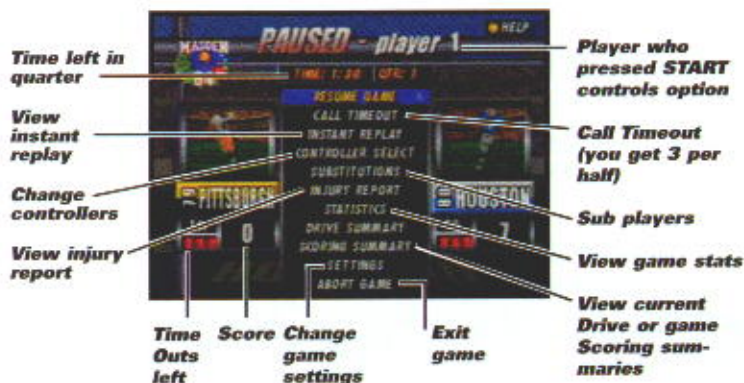 PAUSED - player 1
HELP
MADDEN
TIME: 1:20 QTR: 1
RESUME GAME
CALL TIMEOUT
INSTANT REPLAY
CONTROLLER SELECT
SUBSTITUTIONS
INJURY REPORT
STATISTICS
DRIVE SUMMARY
SCORING SUMMARY
SETTINGS
ABORT GAME
PITTSBURGH
0
HOUSTON
7
Time left in
quarter
View
instant
replay
Change
controllers
View injury
report
Time
Outs
left
Score
Change
game
settings
Exit
game
Player who
pressed START
controls option
Call Timeout
(you get 3 per
half)
Sub players
View game stats
View current
Drive or game
Scoring sum-
maries